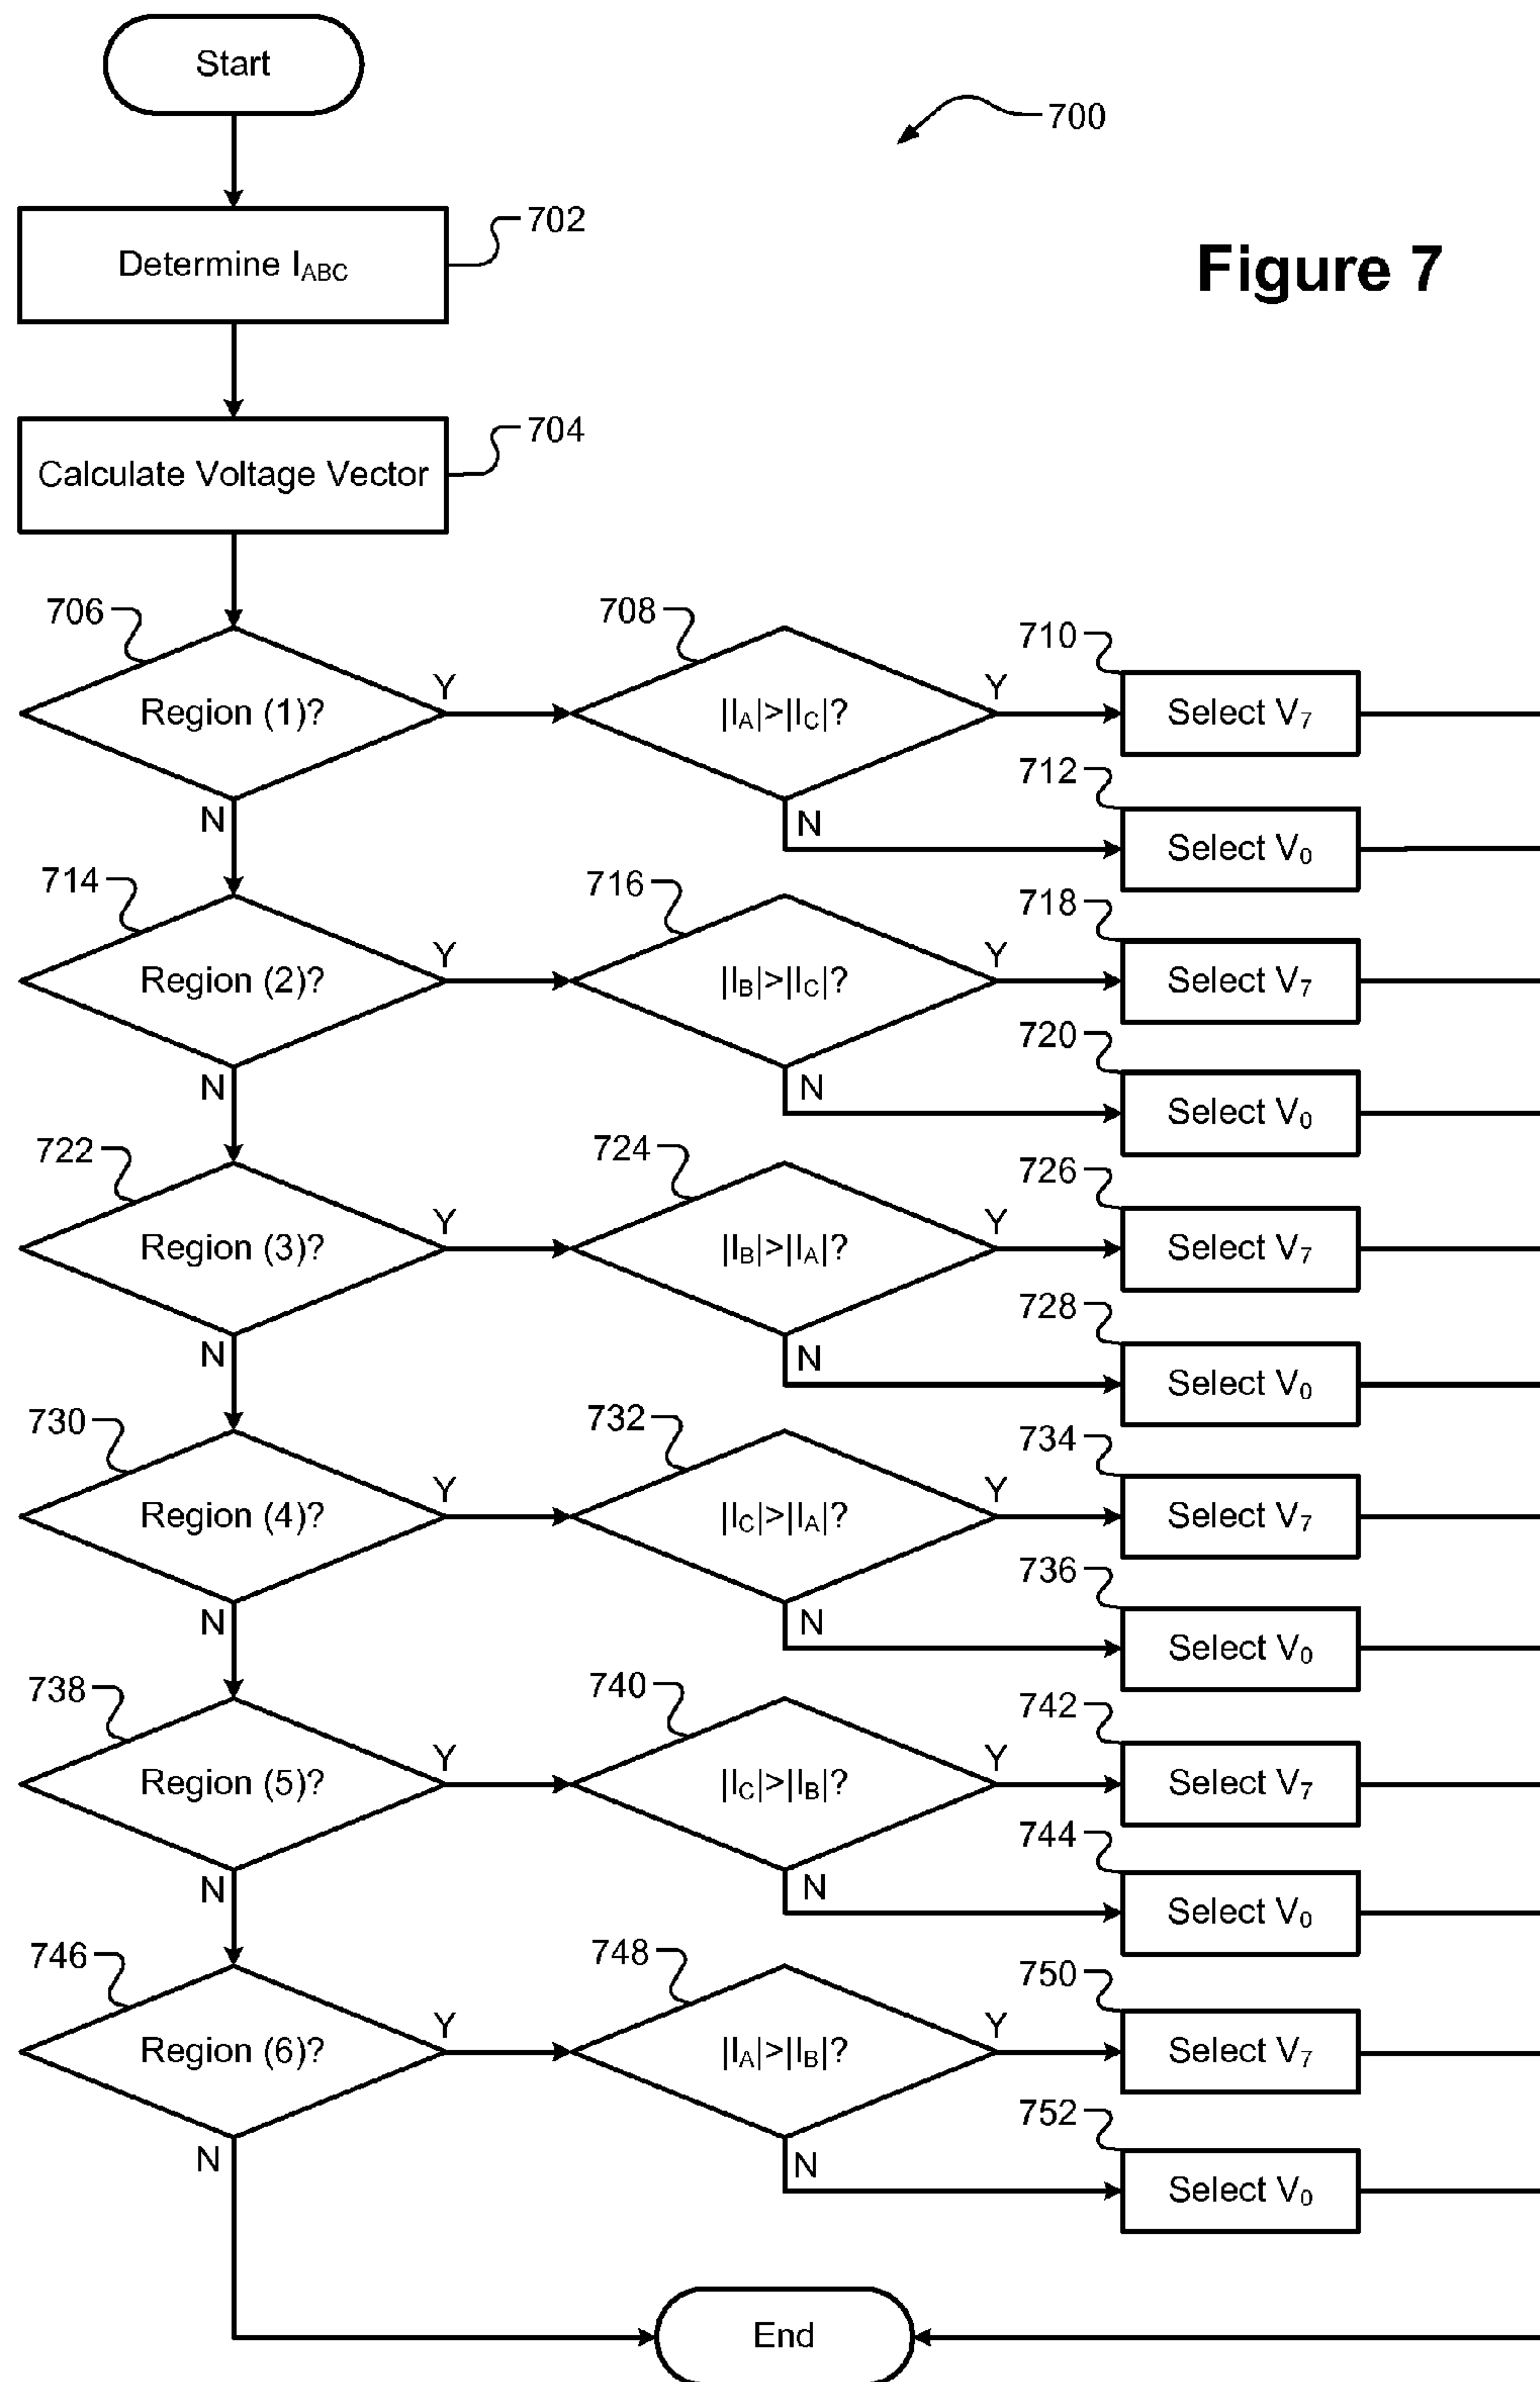 Start
700
702
Determine I_ABC
Figure 7
704
Calculate Voltage Vector
706
708
710
Region (1)?
Y
|I_A|>|I_C|?
Y
Select V_7
712
N
N
Select V_0
714
716
718
Region (2)?
Y
|I_B|>|I_C|?
Y
Select V_7
720
N
N
Select V_0
722
724
726
Region (3)?
Y
|I_B|>|I_A|?
Y
Select V_7
728
N
N
Select V_0
730
732
734
Region (4)?
Y
|I_C|>|I_A|?
Y
Select V_7
736
N
N
Select V_0
738
740
742
Region (5)?
Y
|I_C|>|I_B|?
Y
Select V_7
744
N
N
Select V_0
746
748
750
Region (6)?
Y
|I_A|>|I_B|?
Y
Select V_7
752
N
N
Select V_0
End